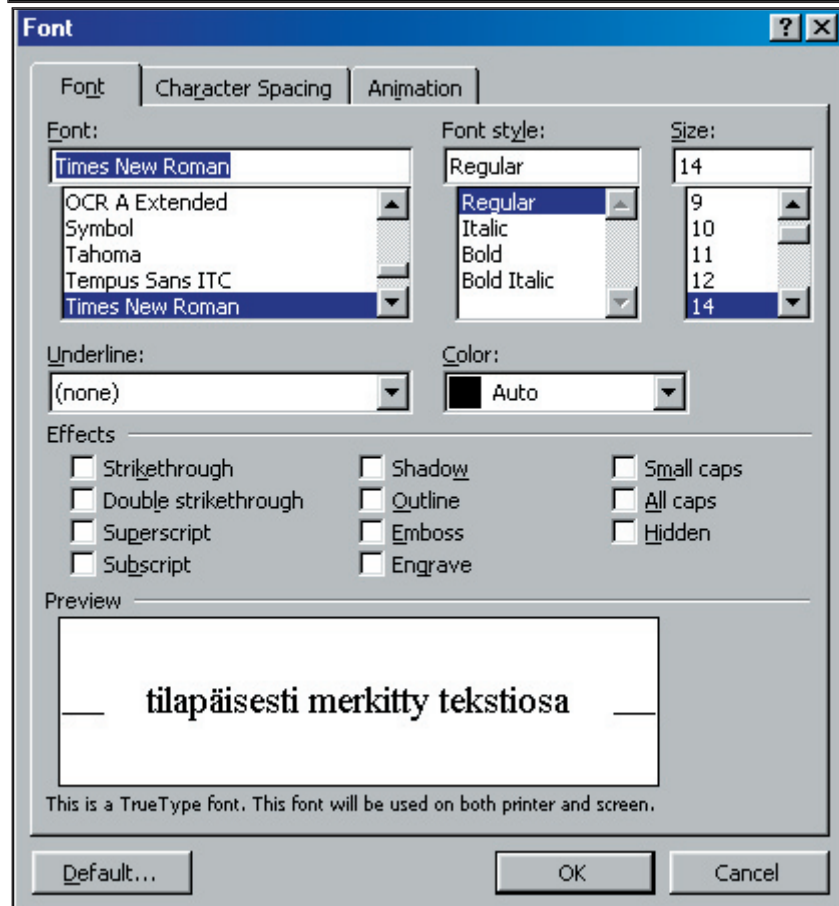 Font
Font Character Spacing Animation
Font: Font style: Size:
Times New Roman Regular 14
OCR A Extended Regular 9
Symbol Italic 10
Tahoma Bold 11
Tempus Sans ITC Bold Italic 12
Times New Roman 14
Underline: Color:
(none) Auto
Effects
Strikethrough Shadow Small caps
Double strikethrough Outline All caps
Superscript Emboss Hidden
Subscript Engrave
Preview
tilapäisesti merkitty tekstiosa
This is a TrueType font. This font will be used on both printer and screen.
Default... OK Cancel